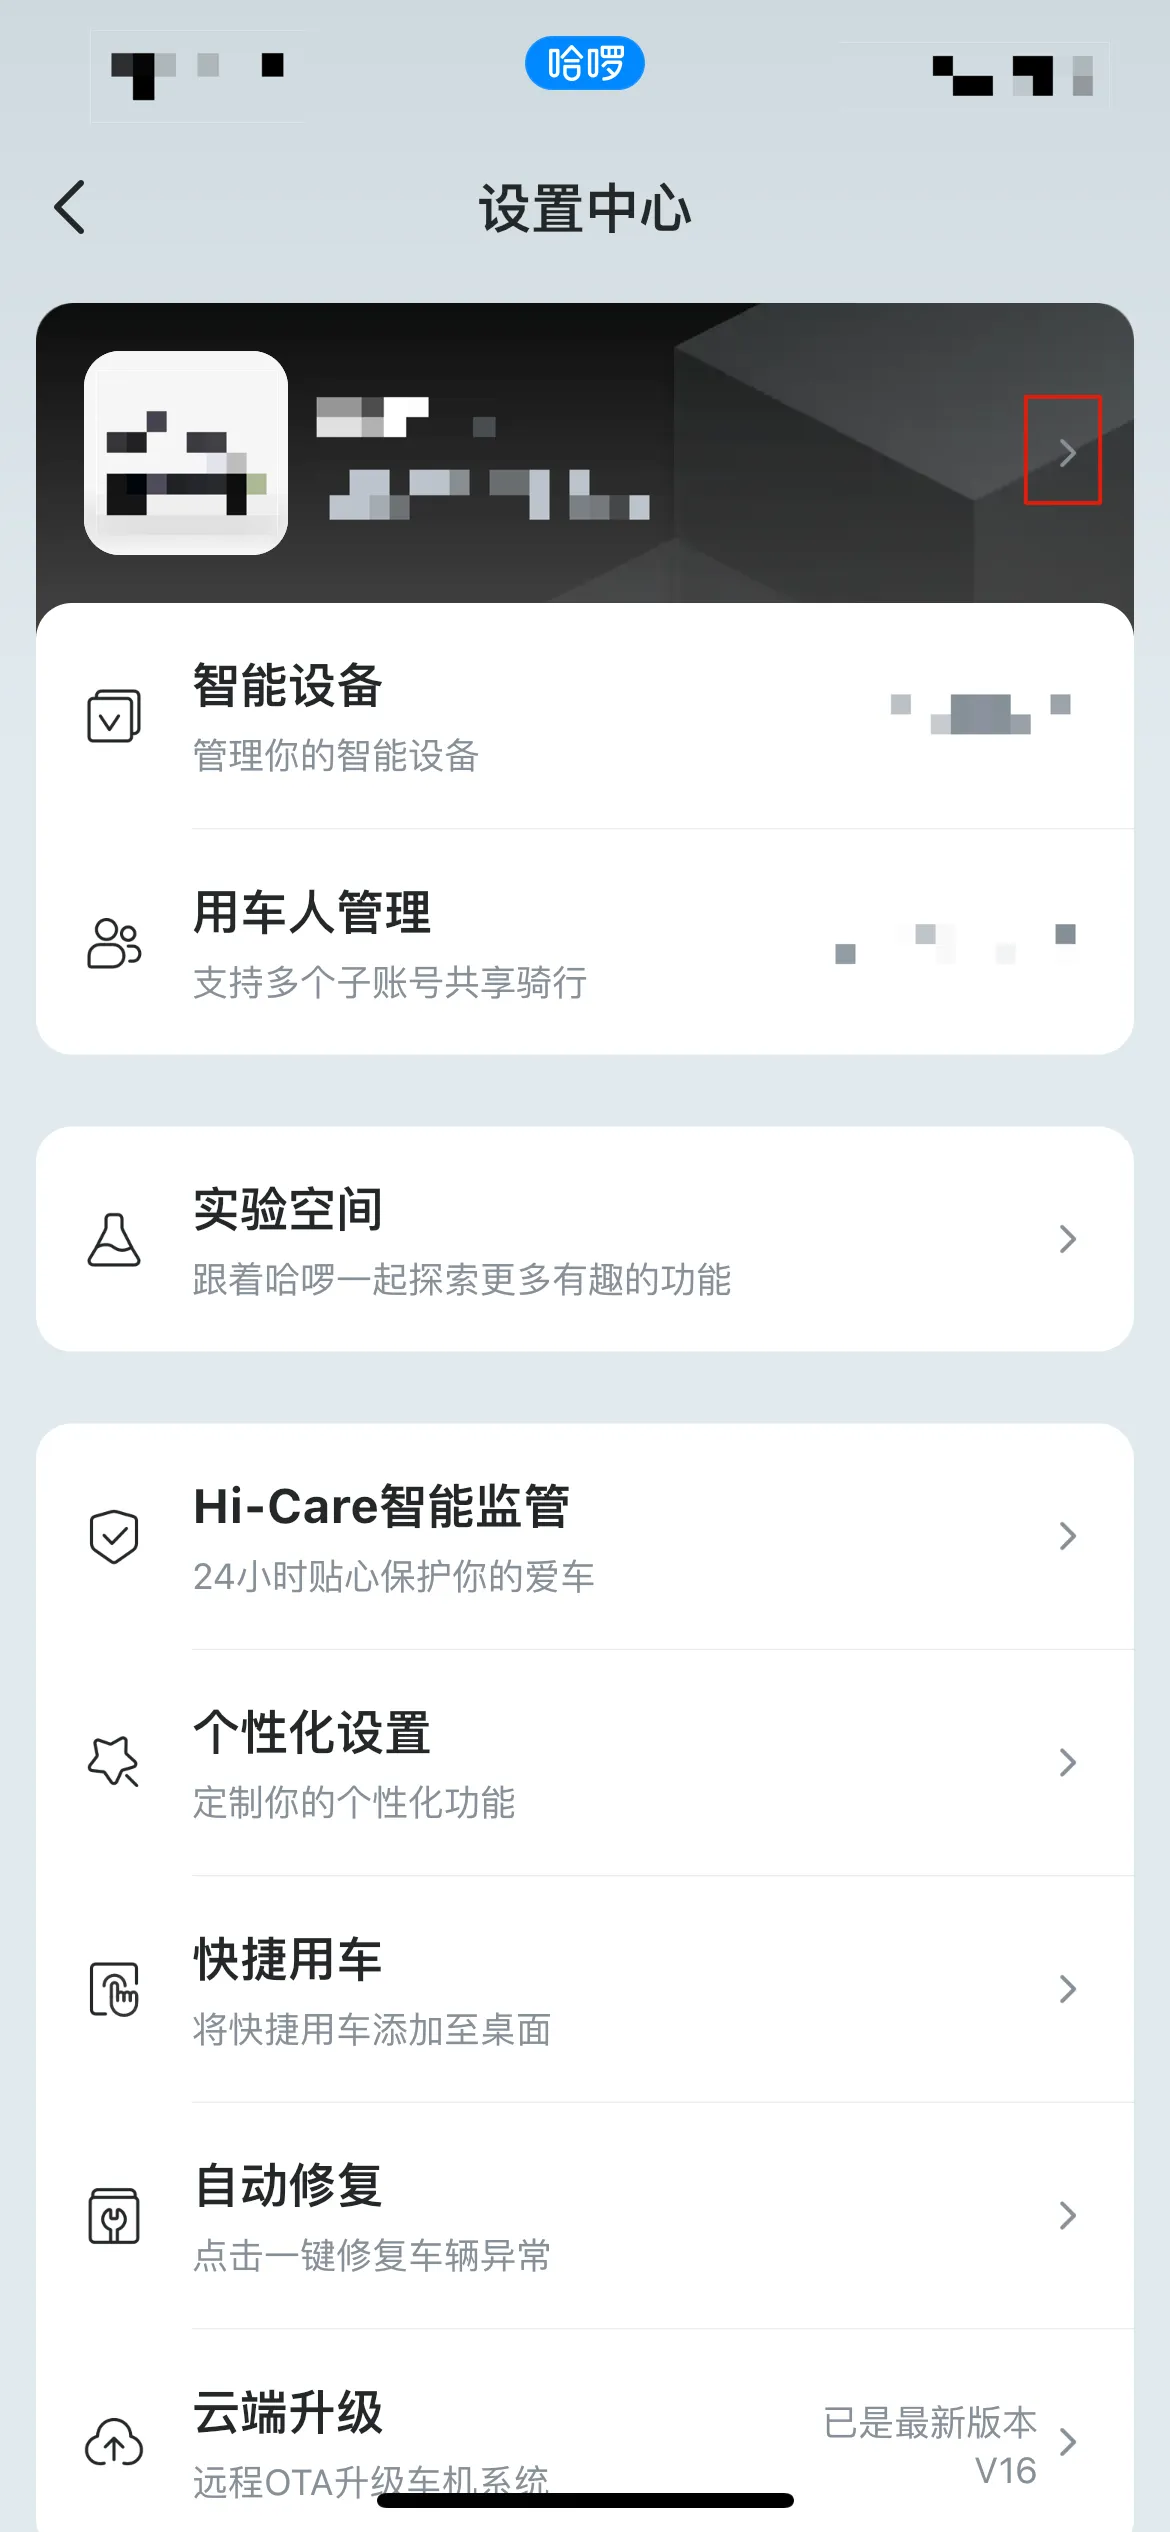 哈啰
设置中心
智能设备
管理你的智能设备
用车人管理
支持多个子账号共享骑行
实验空间
跟着哈啰一起探索更多有趣的功能
Hi-Care智能监管
24小时贴心保护你的爱车
个性化设置
定制你的个性化功能
快捷用车
将快捷用车添加至桌面
自动修复
点击一键修复车辆异常
云端升级
已是最新版本
V16
远程OTA升级车机系统